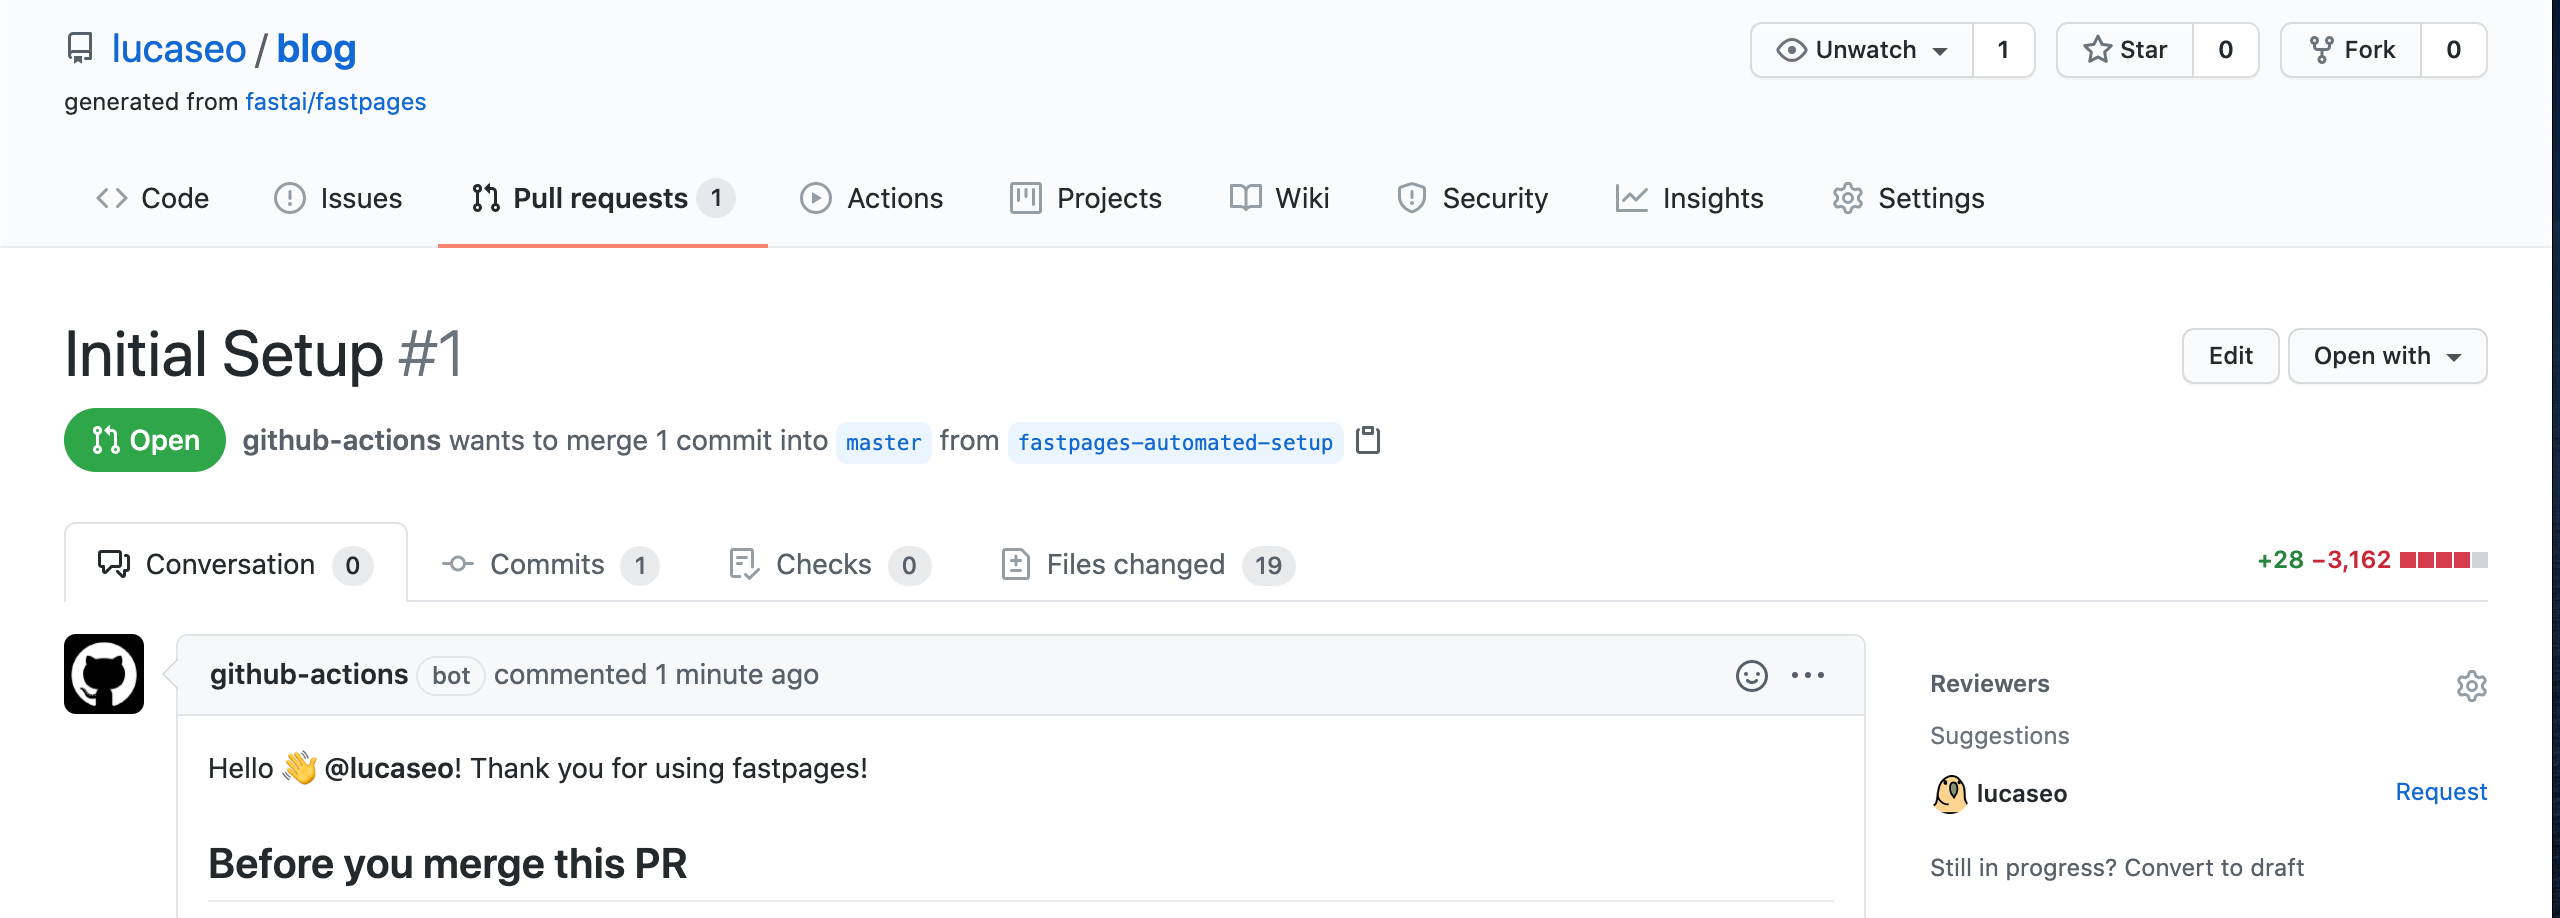 lucaseo / blog
Unwatch 1 Star 0 Fork 0
generated from fastai/fastpages
Code Issues Pull requests 1 Actions Projects Wiki Security Insights Settings
Initial Setup #1
Edit Open with
Open github-actions wants to merge 1 commit into master from fastpages-automated-setup
Conversation 0 Commits 1 Checks 0 Files changed 19
+28 −3,162
github-actions bot commented 1 minute ago
Hello 👋 @lucaseo! Thank you for using fastpages!
Before you merge this PR
Reviewers
Suggestions
lucaseo Request
Still in progress? Convert to draft